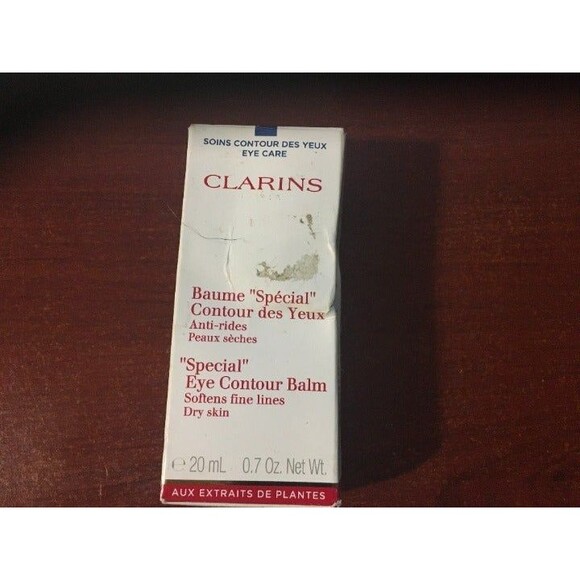 SOINS CONTOUR DES YEUX
EYE CARE
CLARINS
Baume "Spécial"
Contour des Yeux
Anti-rides
Peaux sèches
"Special"
Eye Contour Balm
Softens fine lines
Dry skin
℮ 20 mL 0.7 Oz. Net Wt.
AUX EXTRAITS DE PLANTES